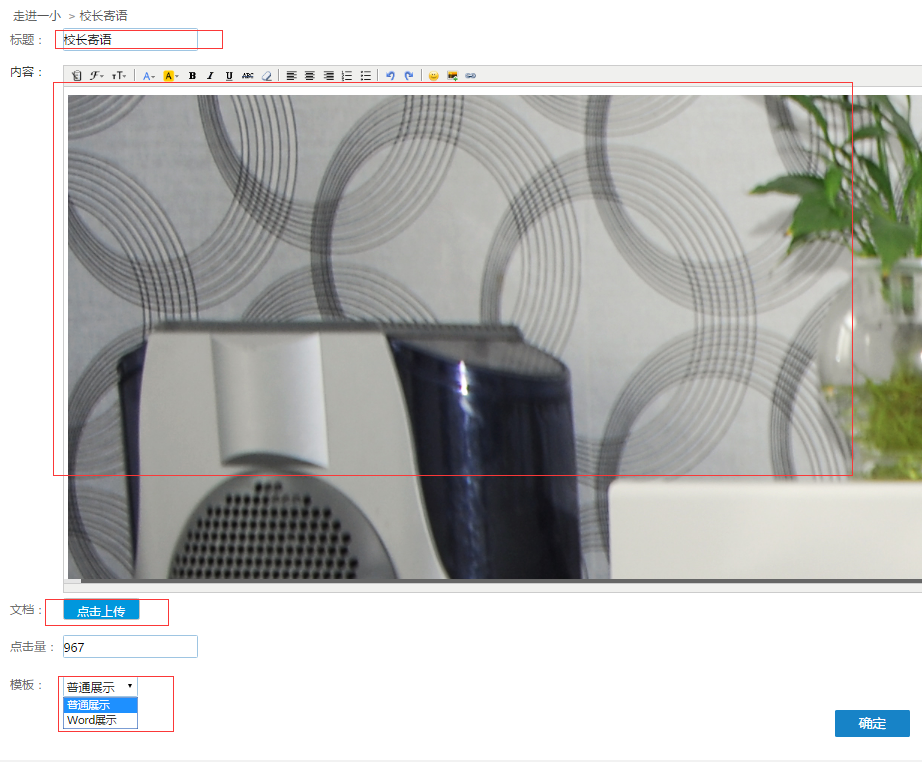 走进一小 > 校长寄语
标题： 校长寄语
内容：
文档： 点击上传
点击量： 967
模板： 普通展示
普通展示
Word展示
确定